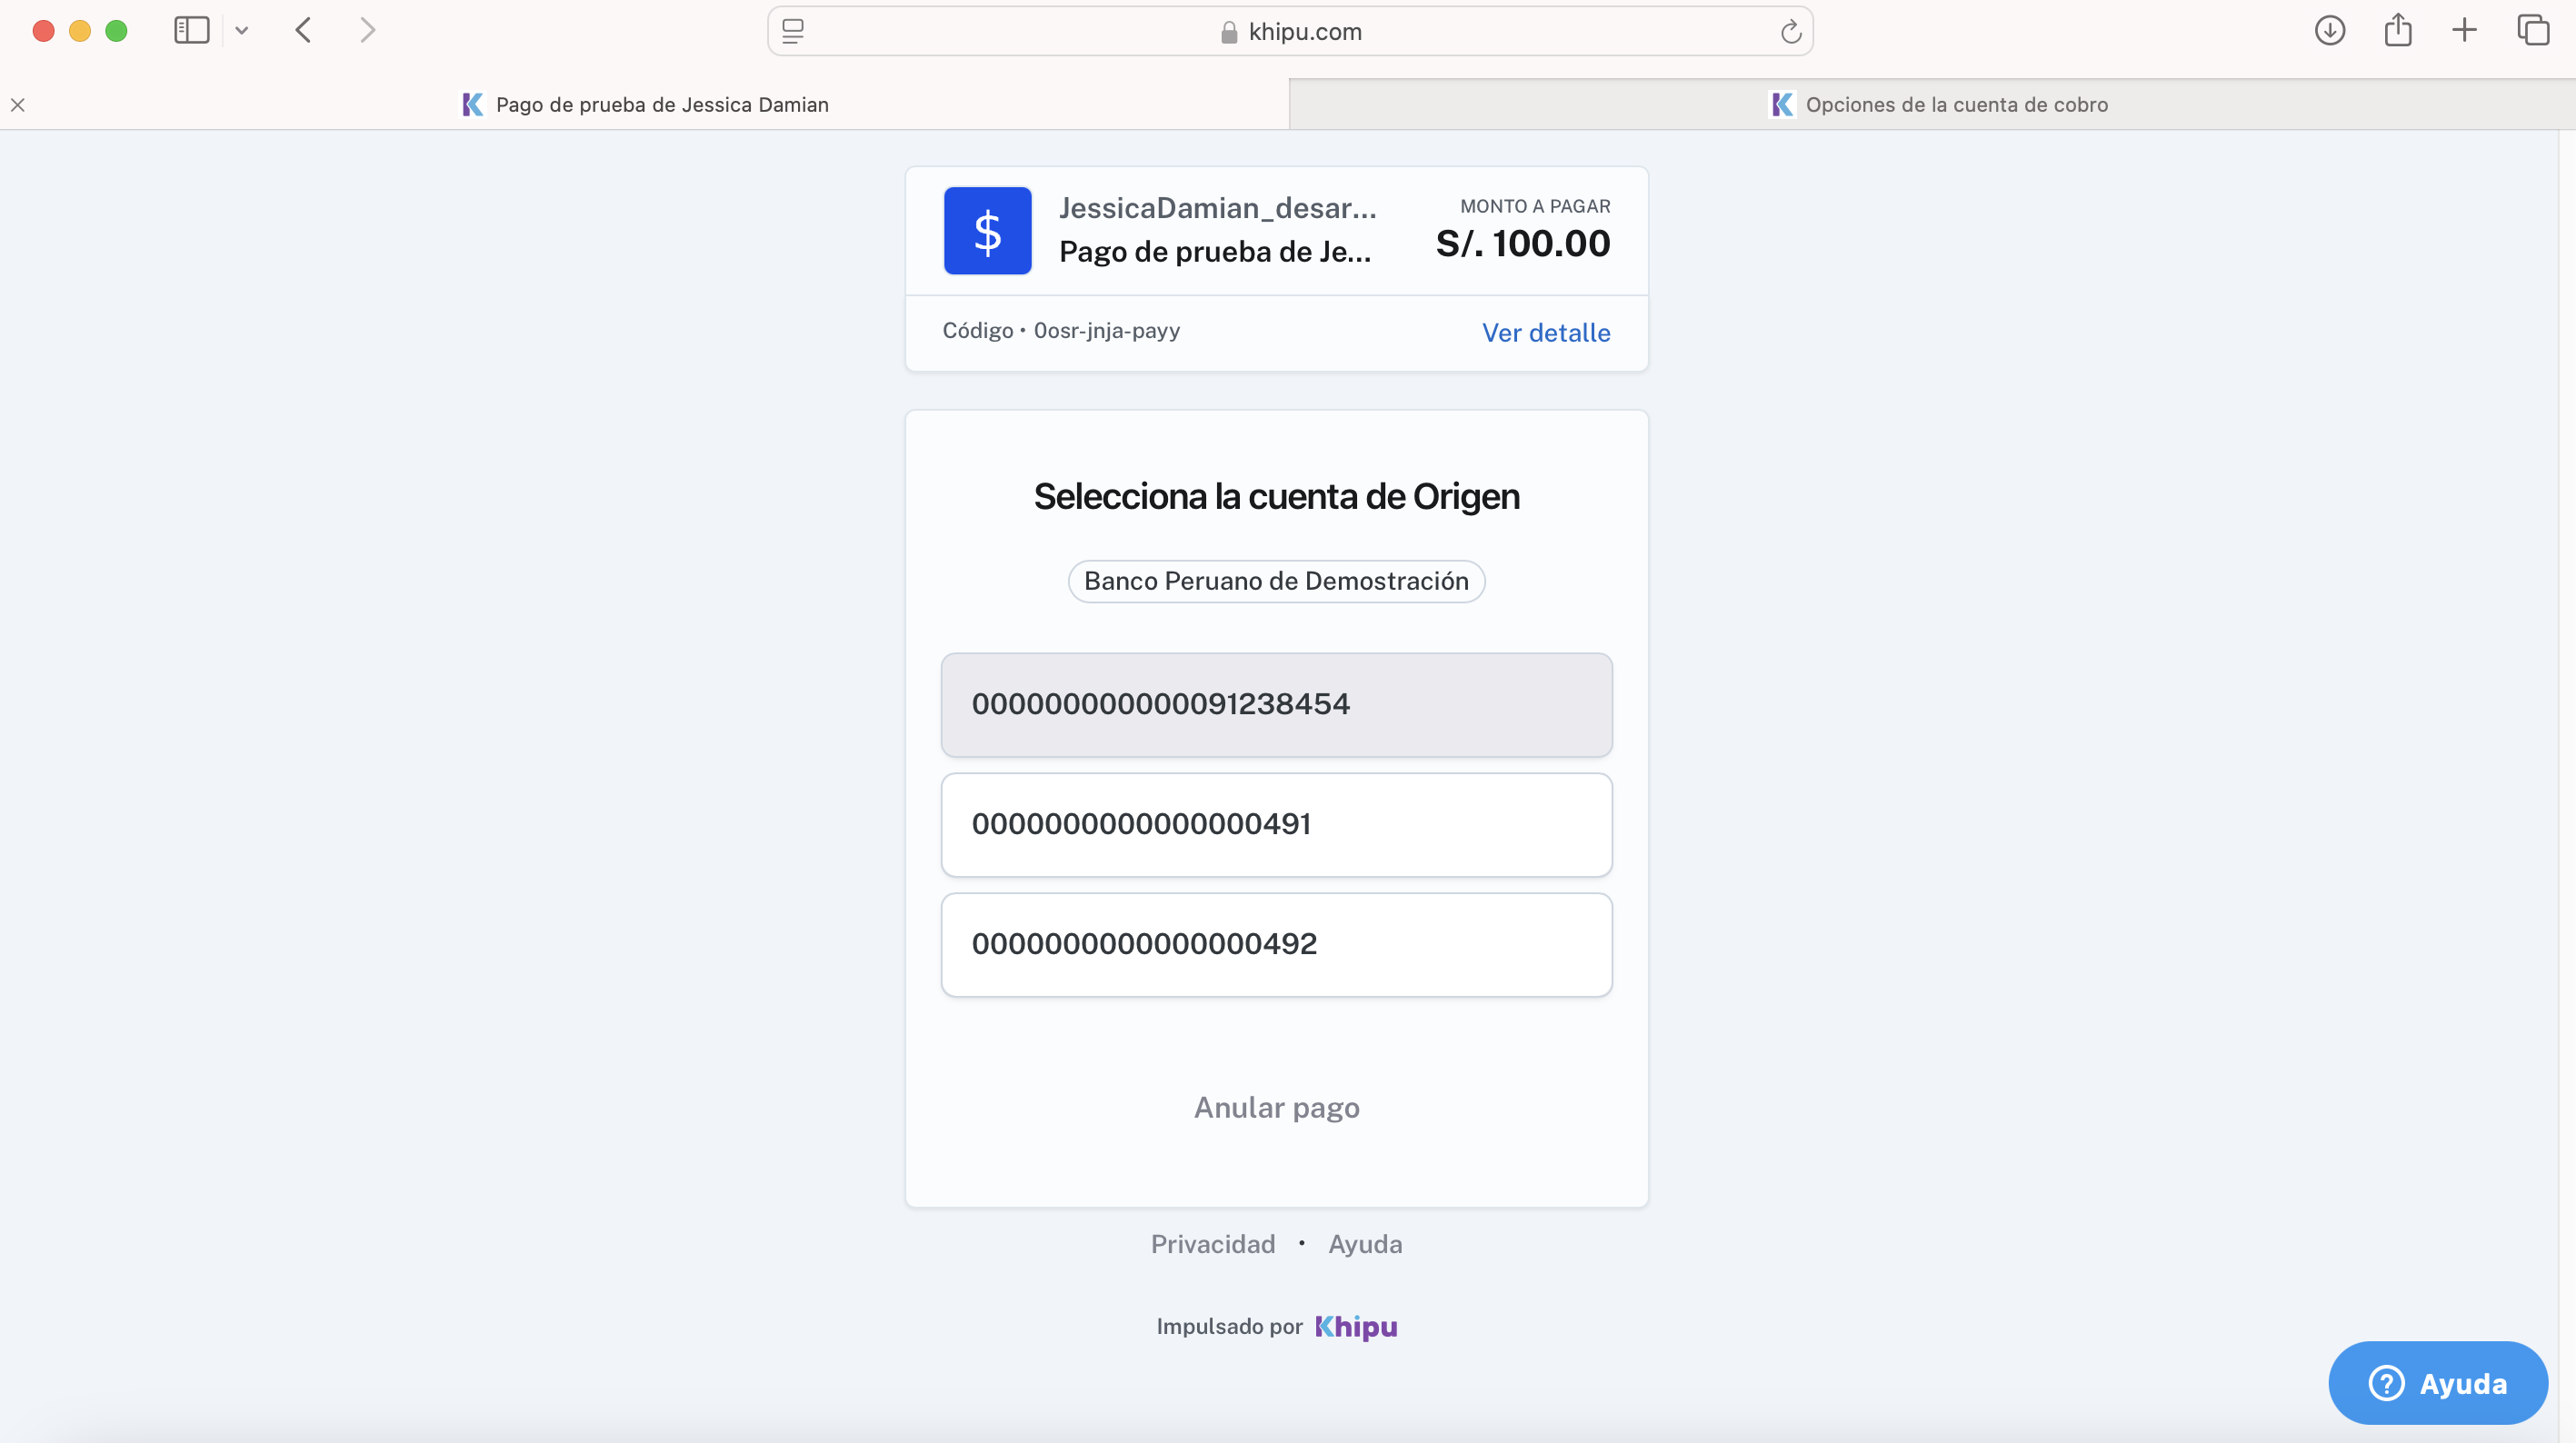 khipu.com
Pago de prueba de Jessica Damian
Opciones de la cuenta de cobro
$
JessicaDamian_desar...
Pago de prueba de Je...
MONTO A PAGAR
S/. 100.00
Código • 0osr-jnja-payy
Ver detalle
Selecciona la cuenta de Origen
Banco Peruano de Demostración
000000000000091238454
0000000000000000491
0000000000000000492
Anular pago
Privacidad • Ayuda
Impulsado por Khipu
? Ayuda